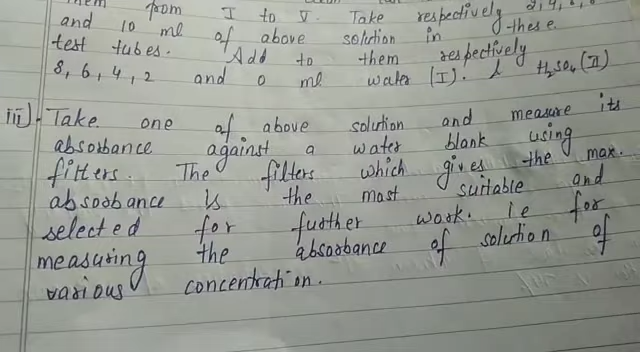 them from I to V. Take respectively 2, 4, 6, 8
and 10 ml of above solution in these
test tubes. Add to them respectively
8, 6, 4, 2 and 0 ml water (I). & H2SO4 (II)
iii) Take one of above solution and measure its
absorbance against a water blank using
filters. The filters which gives the max.
absorbance is the most suitable and
selected for further work. ie for
measuring the absorbance of solution of
various concentration.